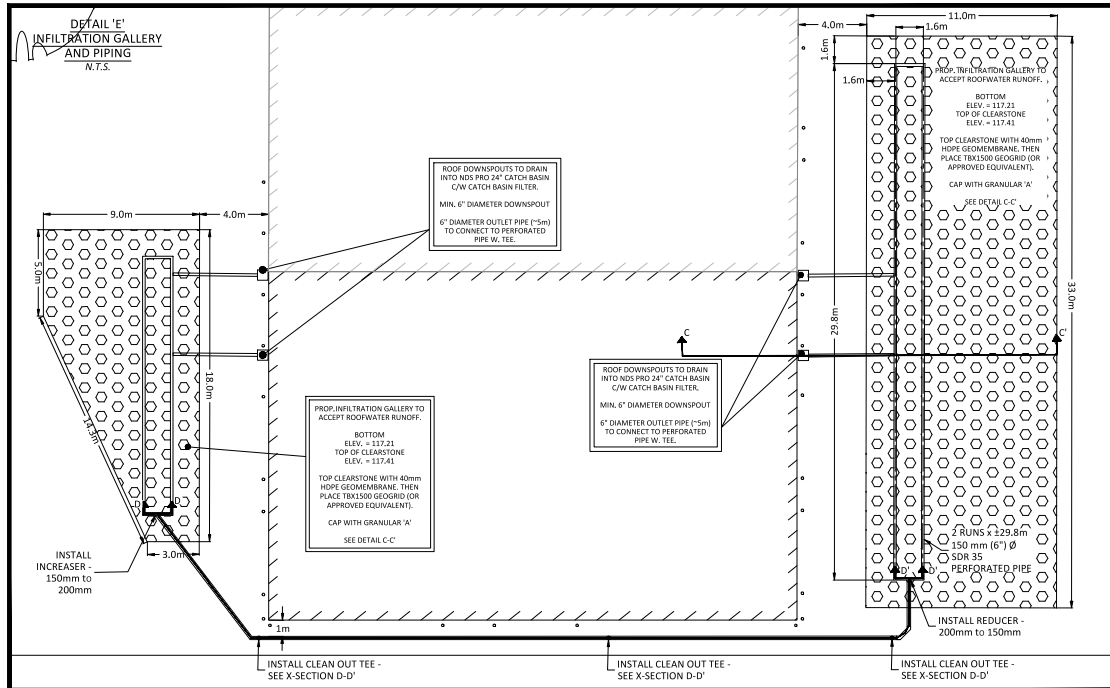 DETAIL 'E'
INFILTRATION GALLERY
AND PIPING
N.T.S.
4.0m
11.0m
1.6m
1.6m
1.6m
PROP. INFILTRATION GALLERY TO
ACCEPT ROOFWATER RUNOFF.
BOTTOM
ELEV. = 117.21
TOP OF CLEARSTONE
ELEV. = 117.41
TOP CLEARSTONE WITH 40mm
HDPE GEOMEMBRANE, THEN
PLACE TBX1500 GEOGRID (OR
APPROVED EQUIVALENT).
CAP WITH GRANULAR 'A'
SEE DETAIL C-C'
ROOF DOWNSPOUTS TO DRAIN
INTO NDS PRO 24" CATCH BASIN
C/W CATCH BASIN FILTER.
MIN. 6" DIAMETER DOWNSPOUT
6" DIAMETER OUTLET PIPE (~5m)
TO CONNECT TO PERFORATED
PIPE W. TEE.
9.0m
4.0m
5.0m
18.0m
14.3m
3.0m
29.8m
33.0m
C
C'
ROOF DOWNSPOUTS TO DRAIN
INTO NDS PRO 24" CATCH BASIN
C/W CATCH BASIN FILTER.
MIN. 6" DIAMETER DOWNSPOUT
6" DIAMETER OUTLET PIPE (~5m)
TO CONNECT TO PERFORATED
PIPE W. TEE.
PROP.INFILTRATION GALLERY TO
ACCEPT ROOFWATER RUNOFF.
BOTTOM
ELEV. = 117.21
TOP OF CLEARSTONE
ELEV. = 117.41
TOP CLEARSTONE WITH 40mm
HDPE GEOMEMBRANE. THEN
PLACE TBX1500 GEOGRID (OR
APPROVED EQUIVALENT).
CAP WITH GRANULAR 'A'
SEE DETAIL C-C'
D
D
INSTALL
INCREASER -
150mm to
200mm
2 RUNS x ±29.8m
150 mm (6") Ø
SDR 35
PERFORATED PIPE
D'
D'
INSTALL REDUCER -
200mm to 150mm
1m
INSTALL CLEAN OUT TEE -
SEE X-SECTION D-D'
INSTALL CLEAN OUT TEE -
SEE X-SECTION D-D'
INSTALL CLEAN OUT TEE -
SEE X-SECTION D-D'